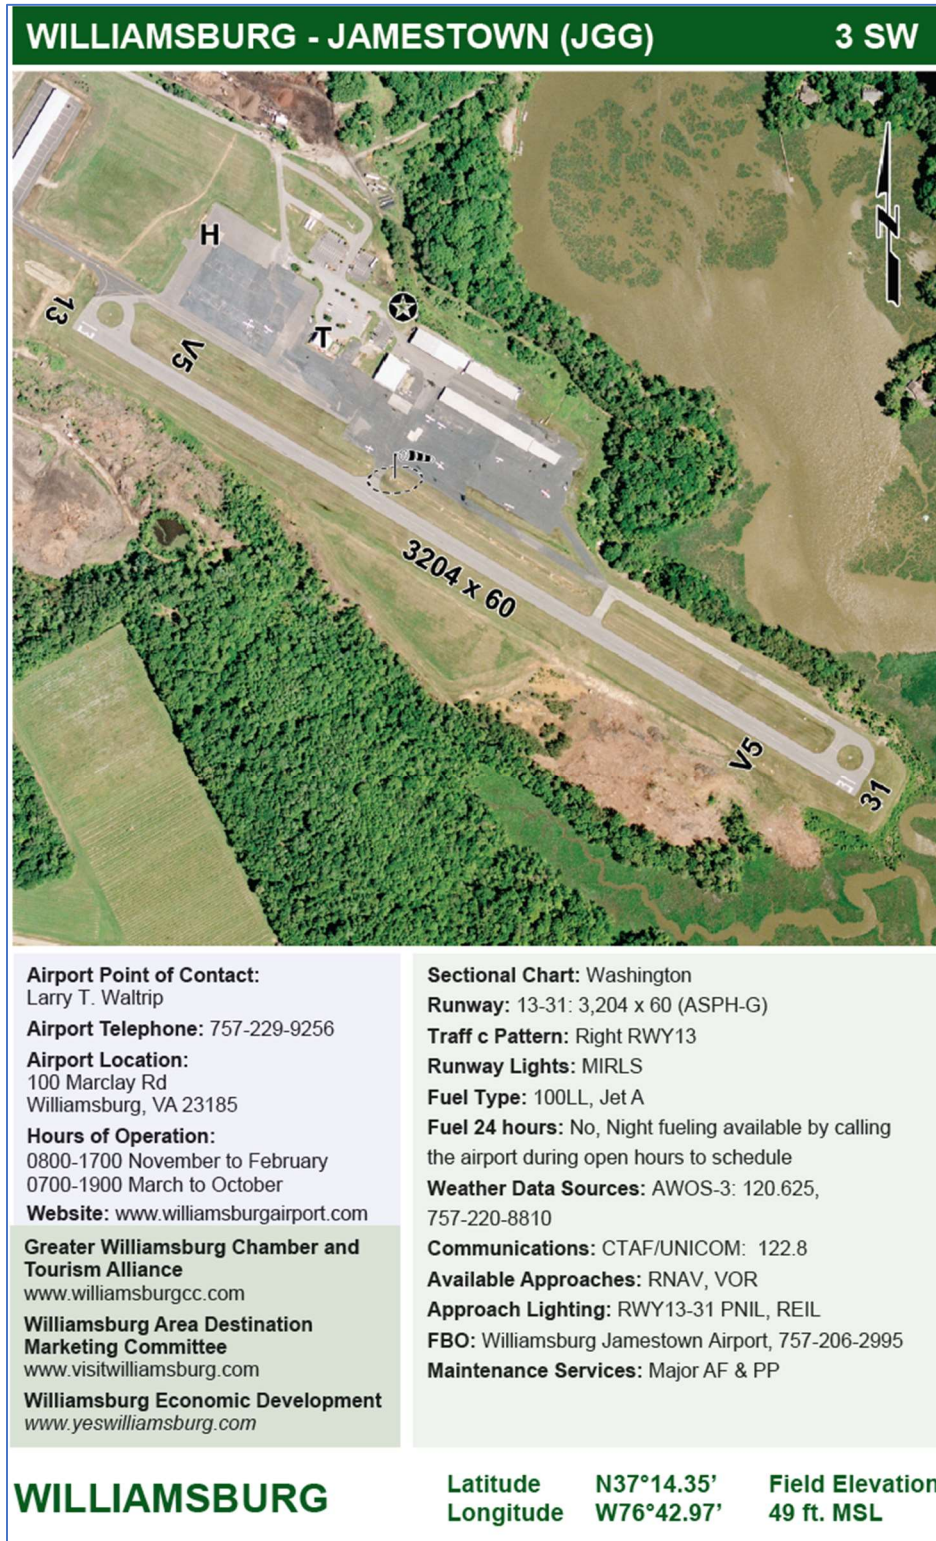 WILLIAMSBURG - JAMESTOWN (JGG) 3 SW
N
H
13
T
V5
3204 x 60
V5
31
Airport Point of Contact:
Larry T. Waltrip
Airport Telephone: 757-229-9256
Airport Location:
100 Marclay Rd
Williamsburg, VA 23185
Hours of Operation:
0800-1700 November to February
0700-1900 March to October
Website: www.williamsburgairport.com
Greater Williamsburg Chamber and
Tourism Alliance
www.williamsburgcc.com
Williamsburg Area Destination
Marketing Committee
www.visitwilliamsburg.com
Williamsburg Economic Development
www.yeswilliamsburg.com
Sectional Chart: Washington
Runway: 13-31: 3,204 x 60 (ASPH-G)
Traff c Pattern: Right RWY13
Runway Lights: MIRLS
Fuel Type: 100LL, Jet A
Fuel 24 hours: No, Night fueling available by calling
the airport during open hours to schedule
Weather Data Sources: AWOS-3: 120.625,
757-220-8810
Communications: CTAF/UNICOM: 122.8
Available Approaches: RNAV, VOR
Approach Lighting: RWY13-31 PNIL, REIL
FBO: Williamsburg Jamestown Airport, 757-206-2995
Maintenance Services: Major AF & PP
WILLIAMSBURG
Latitude N37°14.35’ Field Elevation
Longitude W76°42.97’ 49 ft. MSL